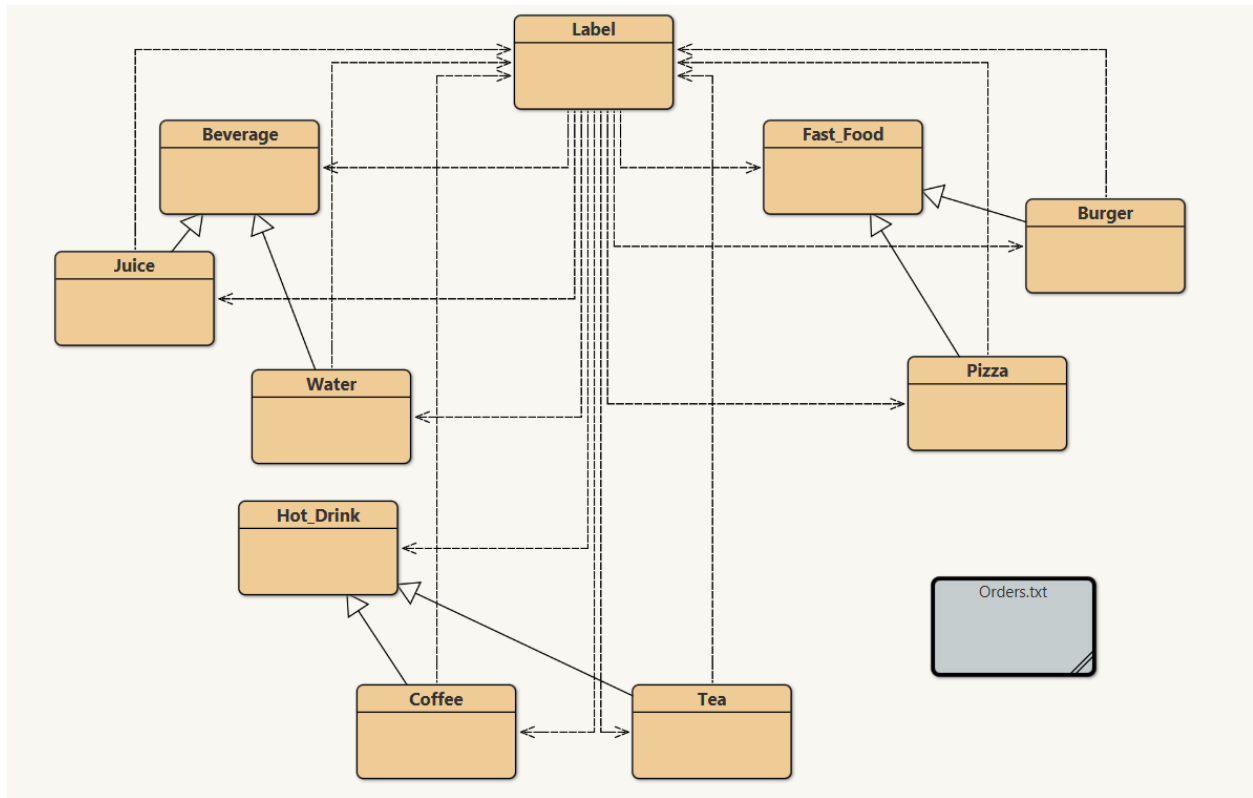 Label
Beverage
Fast_Food
Burger
Juice
Pizza
Water
Hot_Drink
Orders.txt
Coffee
Tea